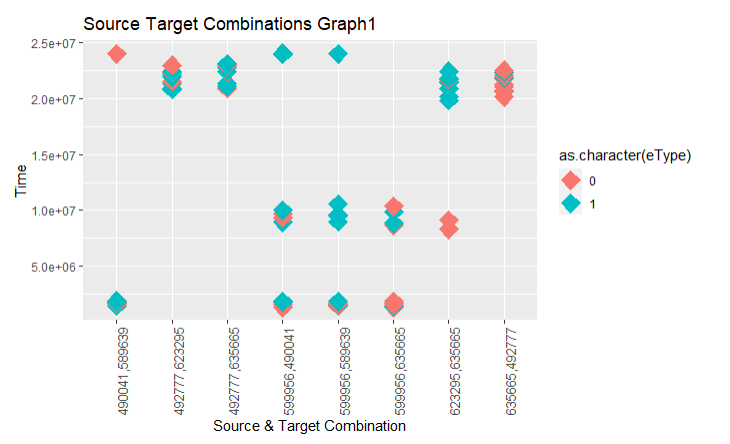 Source Target Combinations Graph1
2.5e+07
2.0e+07
1.5e+07
1.0e+07
5.0e+06
Time
490041,589639
492777,623295
492777,635665
599956,490041
599956,589639
599956,635665
623295,635665
635665,492777
Source & Target Combination
as.character(eType)
0
1